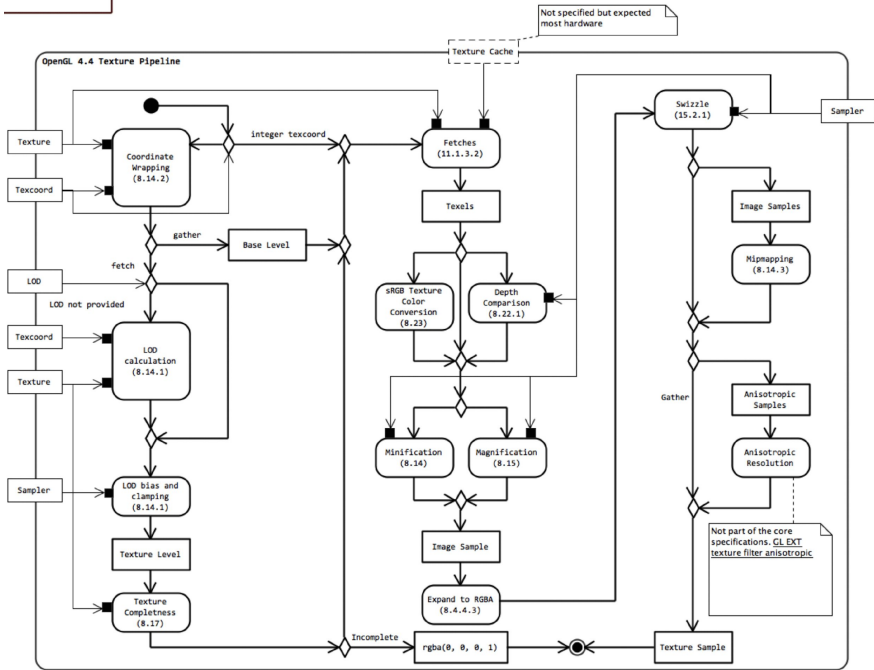 Not specified but expected
most hardware
OpenGL 4.4 Texture Pipeline
Texture Cache
Texture
Texcoord
LOD
Texcoord
Texture
Sampler
Coordinate
Wrapping
(8.14.2)
integer texcoord
gather
Base Level
fetch
LOD not provided
LOD
calculation
(8.14.1)
LOD bias and
clamping
(8.14.1)
Texture Level
Texture
Completness
(8.17)
Incomplete
rgba(0, 0, 0, 1)
Fetches
(11.1.3.2)
Texels
sRGB Texture
Color
Conversion
(8.23)
Depth
Comparison
(8.22.1)
Minification
(8.14)
Magnification
(8.15)
Image Sample
Expand to RGBA
(8.4.4.3)
Swizzle
(15.2.1)
Sampler
Image Samples
Mipmapping
(8.14.3)
Gather
Anisotropic
Samples
Anisotropic
Resolution
Not part of the core
specifications. GL EXT
texture filter anisotropic
Texture Sample